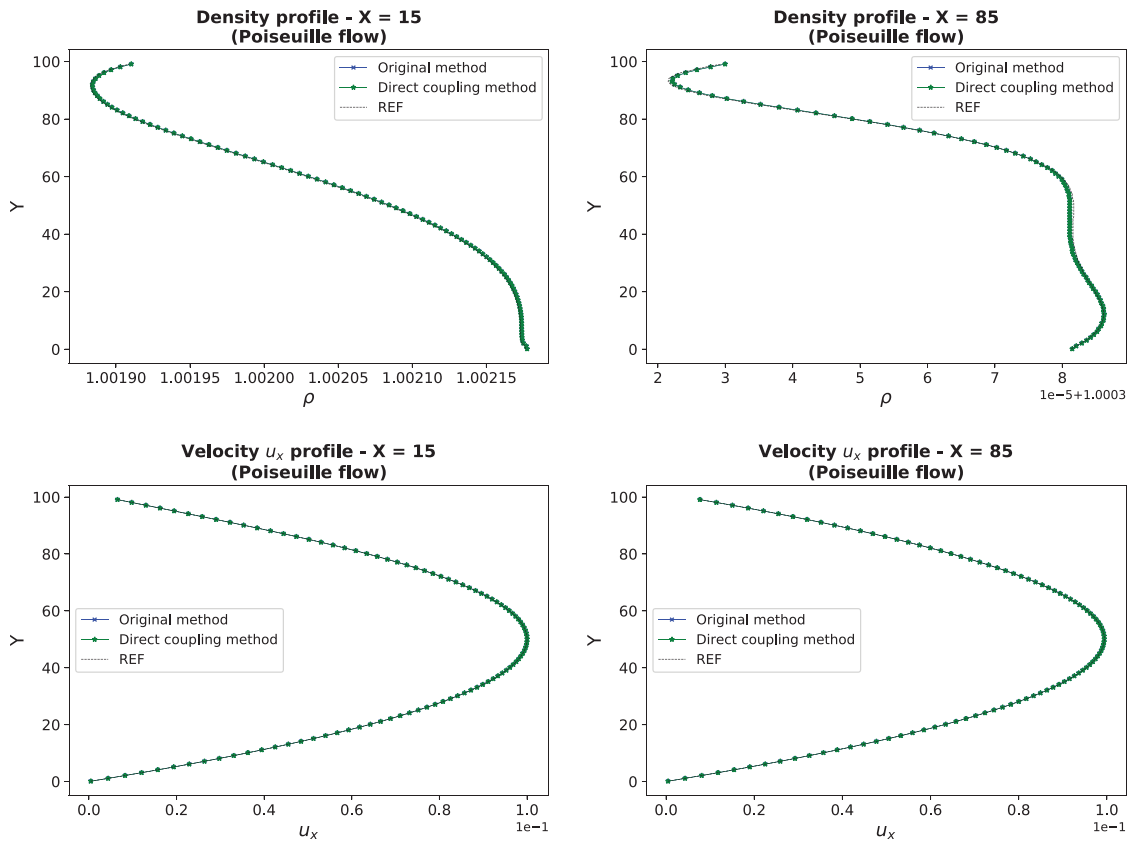 Density profile - X = 15
(Poiseuille flow)
100
80
60
40
20
0
Y
Original method
Direct coupling method
REF
1.00190
1.00195
1.00200
1.00205
1.00210
1.00215
ρ
Density profile - X = 85
(Poiseuille flow)
100
80
60
40
20
0
Y
Original method
Direct coupling method
REF
2
3
4
5
6
7
8
1e-5+1.0003
ρ
Velocity u_x profile - X = 15
(Poiseuille flow)
100
80
60
40
20
0
Y
Original method
Direct coupling method
REF
0.0
0.2
0.4
0.6
0.8
1.0
1e-1
u_x
Velocity u_x profile - X = 85
(Poiseuille flow)
100
80
60
40
20
0
Y
Original method
Direct coupling method
REF
0.0
0.2
0.4
0.6
0.8
1.0
1e-1
u_x